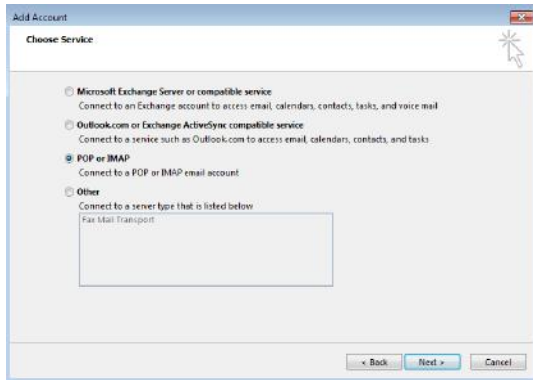 Add Account
Choose Service
Microsoft Exchange Server or compatible service
Connect to an Exchange account to access email, calendars, contacts, tasks, and voice mail
Outlook.com or Exchange ActiveSync compatible service
Connect to a service such as Outlook.com to access email, calendars, contacts, and tasks
POP or IMAP
Connect to a POP or IMAP email account
Other
Connect to a server type that is listed below
Fax Mail Transport
< Back Next > Cancel